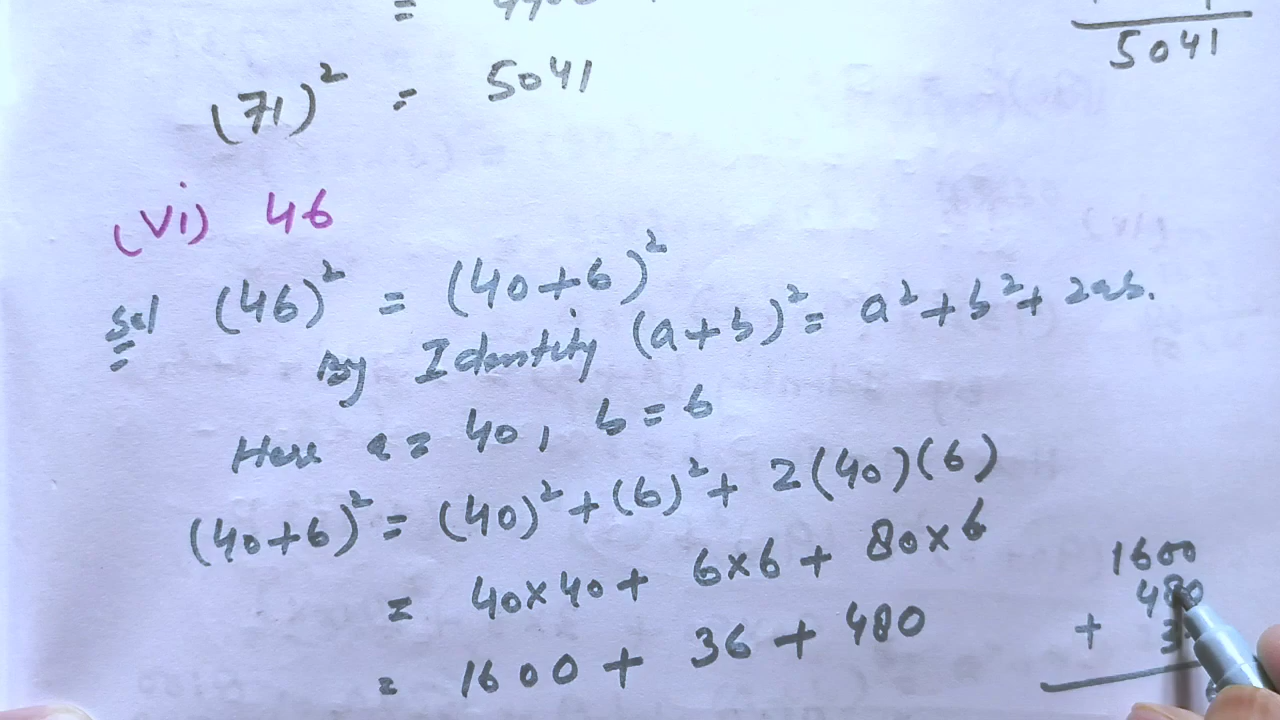 5041
(71)² = 5041
(vi) 46
Sol (46)² = (40+6)²
By Identity (a+b)² = a²+b²+2ab.
Here a = 40, b = 6
(40+6)² = (40)²+(6)²+ 2(40)(6)
= 40×40+ 6×6+ 80×6
= 1600 + 36 + 480
1600
480
+ 3